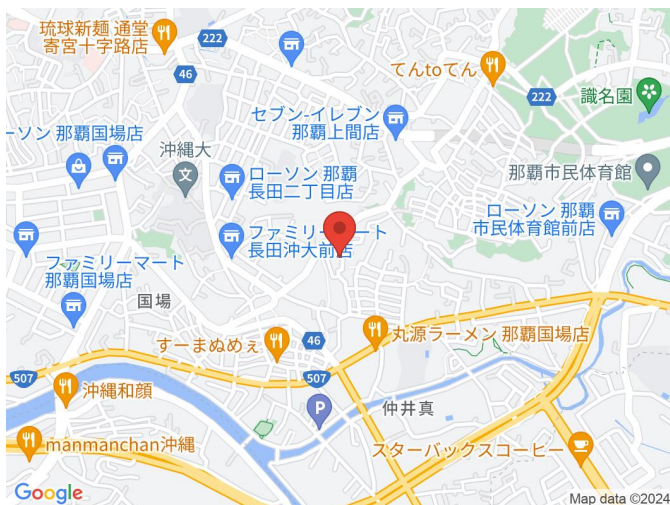 琉球新麺 通堂
寄宮十字路店
222
46
てんtoてん
222
識名園
セブン-イレブン
那覇上間店
ーソン 那覇国場店
沖縄大
文
ローソン 那覇
長田二丁目店
那覇市民体育館
ローソン 那覇
市民体育館前店
ファミリーマート
長田沖大前店
ファミリーマート
那覇国場店
国場
すーまぬめぇ
46
丸源ラーメン 那覇国場店
507
507
沖縄和顔
P
仲井真
manmanchan沖縄
スターバックスコーヒー
Google
Map data ©2024